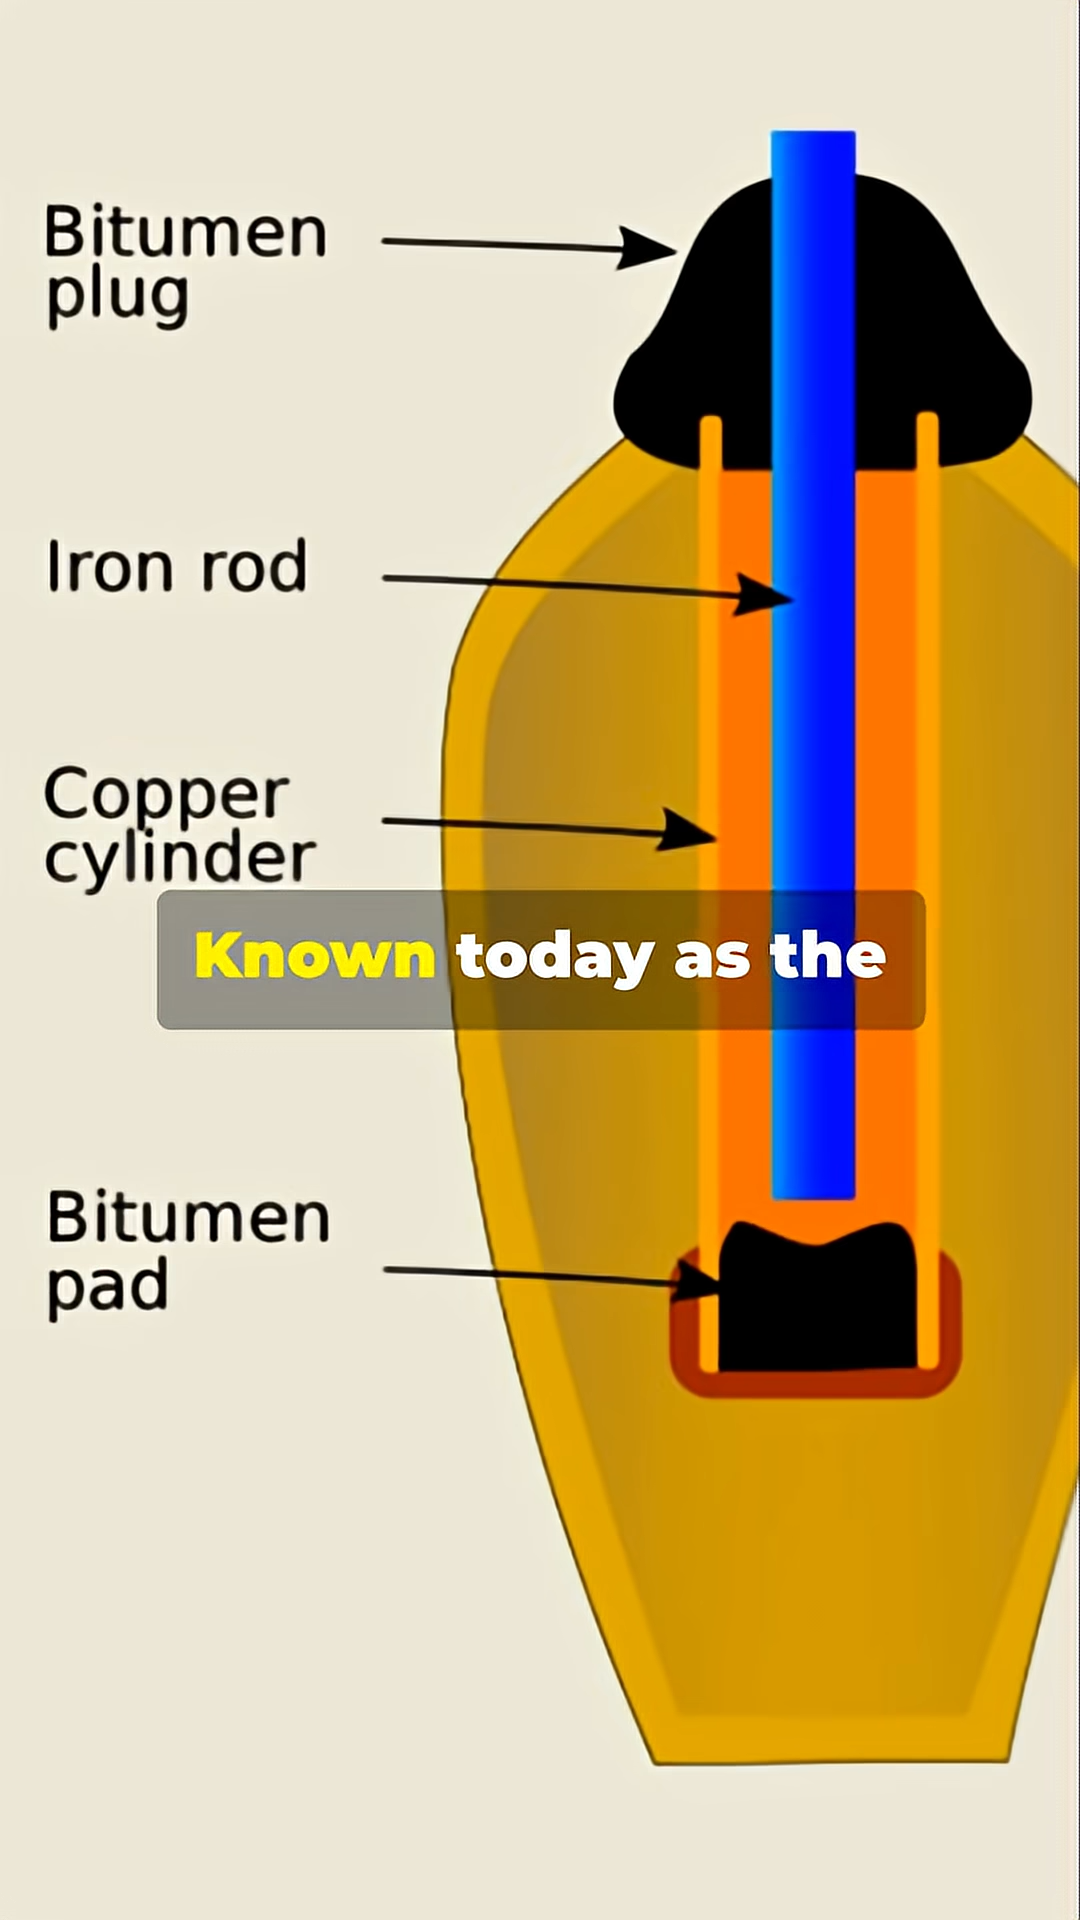 Bitumen
plug
Iron rod
Copper
cylinder
Known today as the
Bitumen
pad